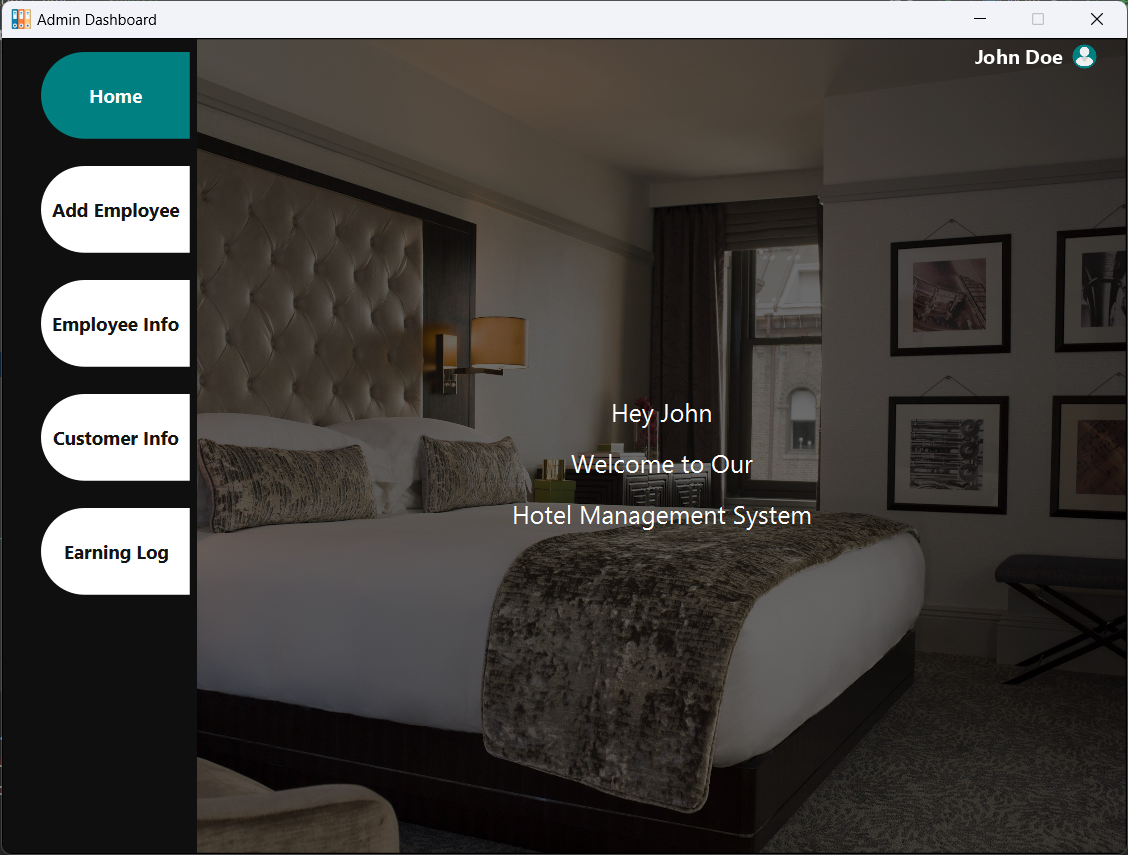 Admin Dashboard
John Doe
Home
Add Employee
Employee Info
Customer Info
Earning Log
Hey John
Welcome to Our
Hotel Management System